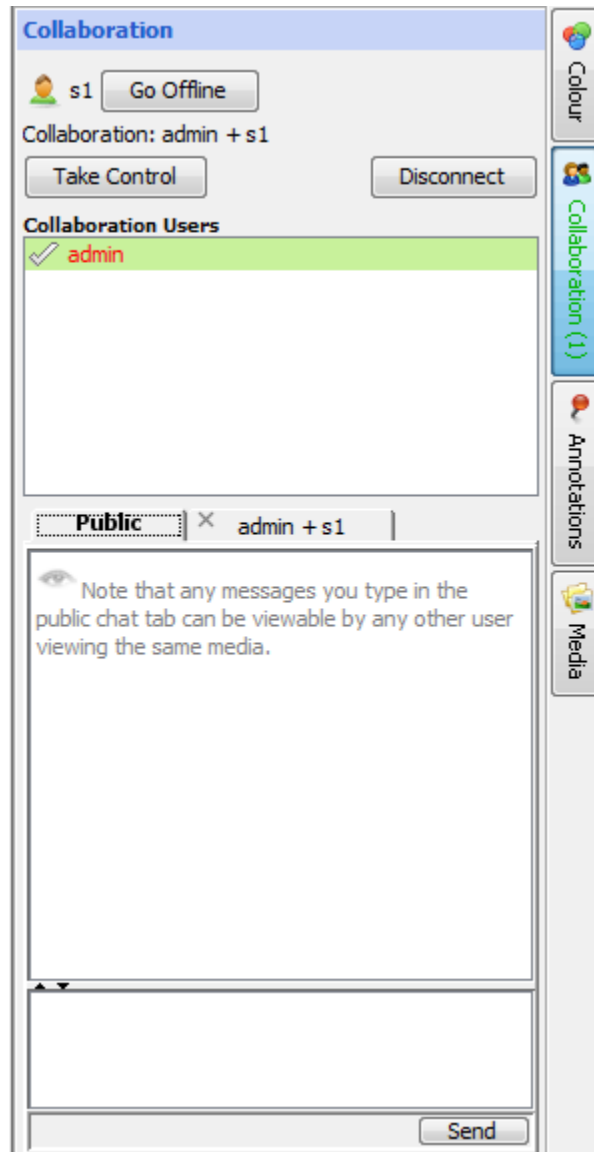 Collaboration
s1 Go Offline
Collaboration: admin + s1
Take Control Disconnect
Collaboration Users
admin
Public admin + s1
Note that any messages you type in the
public chat tab can be viewable by any other user
viewing the same media.
Send
Colour
Collaboration (1)
Annotations
Media